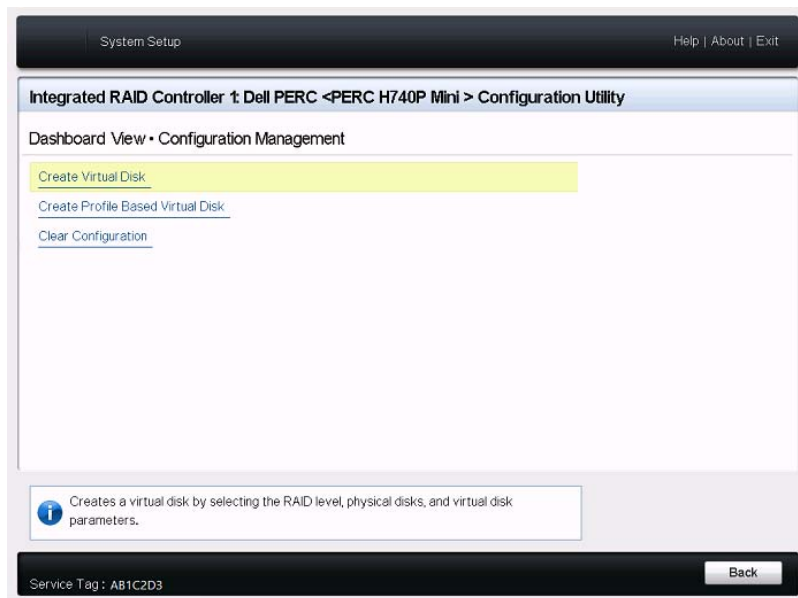 System Setup
Help | About | Exit
Integrated RAID Controller 1: Dell PERC <PERC H740P Mini > Configuration Utility
Dashboard View • Configuration Management
Create Virtual Disk
Create Profile Based Virtual Disk
Clear Configuration
Creates a virtual disk by selecting the RAID level, physical disks, and virtual disk
parameters.
Service Tag : AB1C2D3
Back